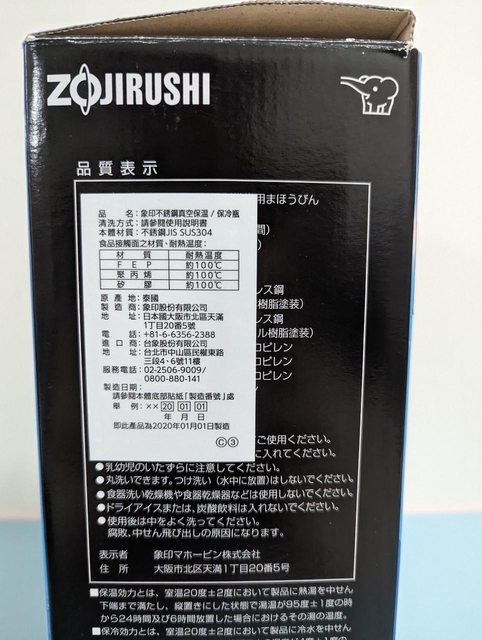 ZOJIRUSHI
品質表示
用まほうびん
品　名：象印不銹鋼真空保溫/保冷瓶
清洗方式：請參閱使用說明書
本體材質：不銹鋼JIS SUS304
食品接觸面之材質、耐熱溫度：
材　質　耐熱溫度
FEP　約100℃
聚丙烯　約100℃
矽膠　約100℃
原產地：泰國
製造商：象印股份有限公司
地　址：日本國大阪市北區天滿
1丁目20番5號
電　話：+81-6-6356-2388
進口商：台象股份有限公司
地　址：台北市中山區民權東路
三段4、6號11樓
服務電話：02-2506-9009/
0800-880-141
製造日期：
請參閱本體底部貼紙「製造番號」處
舉　例：×× 20 01 01
年 月 日
即此產品為2020年01月01日製造
Ⓒ③
間)
)
レス鋼
樹脂塗装)
レス鋼
ル樹脂塗装)
ロピレン
ロピレン
ロピレン
ン
ご使用ください。
に入れてください。
●乳幼児のいたずらに注意してください。
●丸洗いできます。つけ洗い(水中に放置)はしないでください。
●食器洗い乾燥機や食器乾燥器などは使用しないでください。
●ドライアイスまたは、炭酸飲料は入れないでください。
●使用後は中をよく洗ってください。
腐敗、中せん飛び出しの原因になります。
表示者　象印マホービン株式会社
住　所　大阪市北区天満1丁目20番5号
■保温効力とは、室温20度±2度において製品に熱湯を中せん
下端まで満たし、縦置きにした状態で湯温が95度±1度の時
から24時間及び6時間放置した場合におけるその湯の温度。
■保冷効力とは、室温20度±2度において製品に冷水を中せん